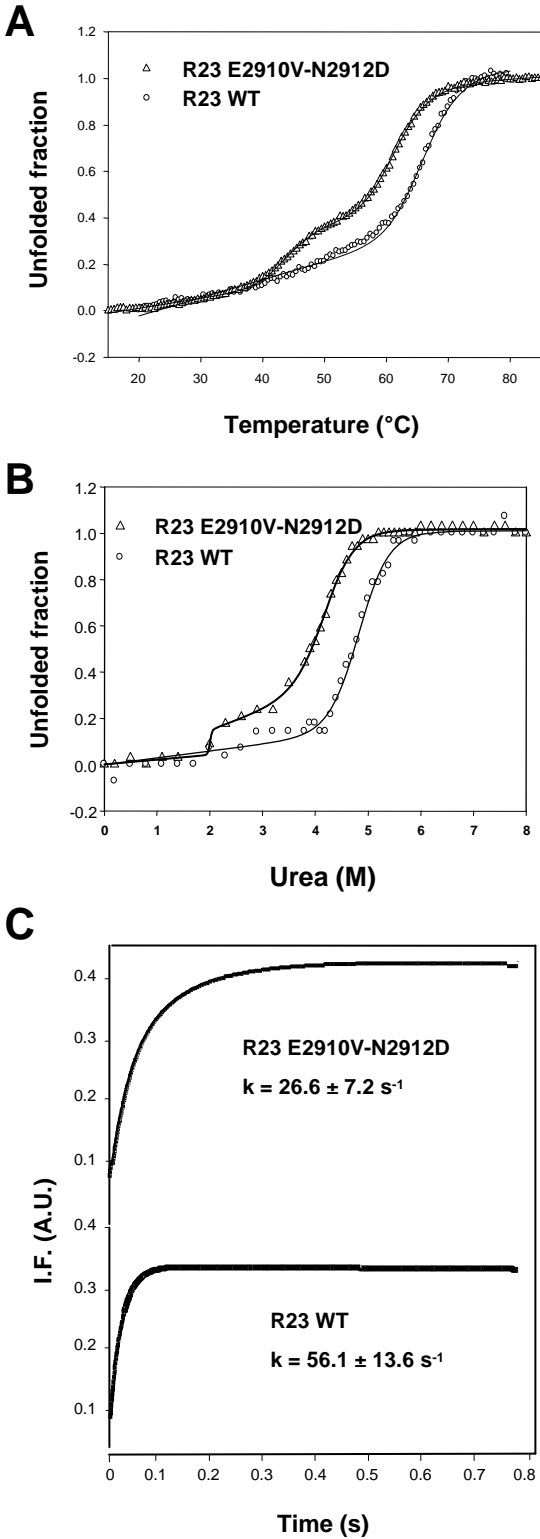 A
R23 E2910V-N2912D
R23 WT
Unfolded fraction
1.2
1.0
0.8
0.6
0.4
0.2
0.0
-0.2
20 30 40 50 60 70 80
Temperature (°C)
B
R23 E2910V-N2912D
R23 WT
Unfolded fraction
1.2
1.0
0.8
0.6
0.4
0.2
0.0
-0.2
0 1 2 3 4 5 6 7 8
Urea (M)
C
0.4
0.3
0.2
0.1
R23 E2910V-N2912D
k = 26.6 ± 7.2 s-1
I.F. (A.U.)
0.4
0.3
0.2
0.1
R23 WT
k = 56.1 ± 13.6 s-1
0 0.1 0.2 0.3 0.4 0.5 0.6 0.7 0.8
Time (s)